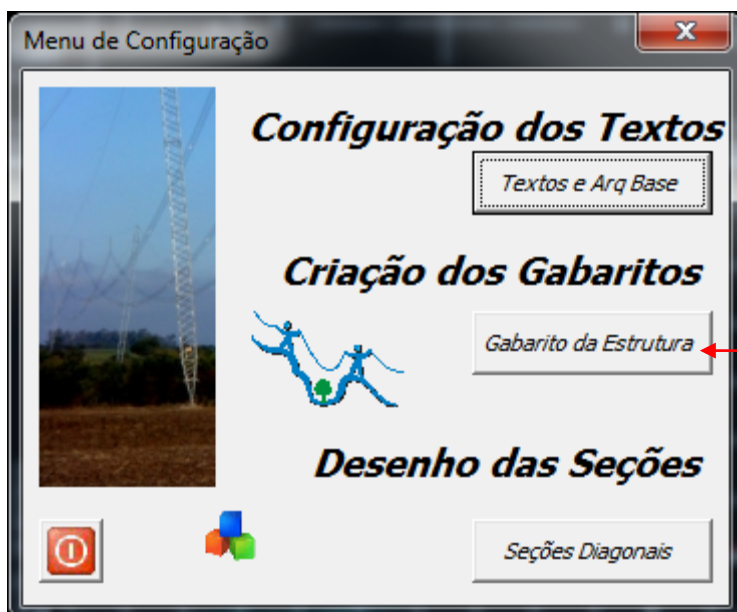 Menu de Configuração
Configuração dos Textos
Textos e Arq Base
Criação dos Gabaritos
Gabarito da Estrutura
Desenho das Seções
Seções Diagonais